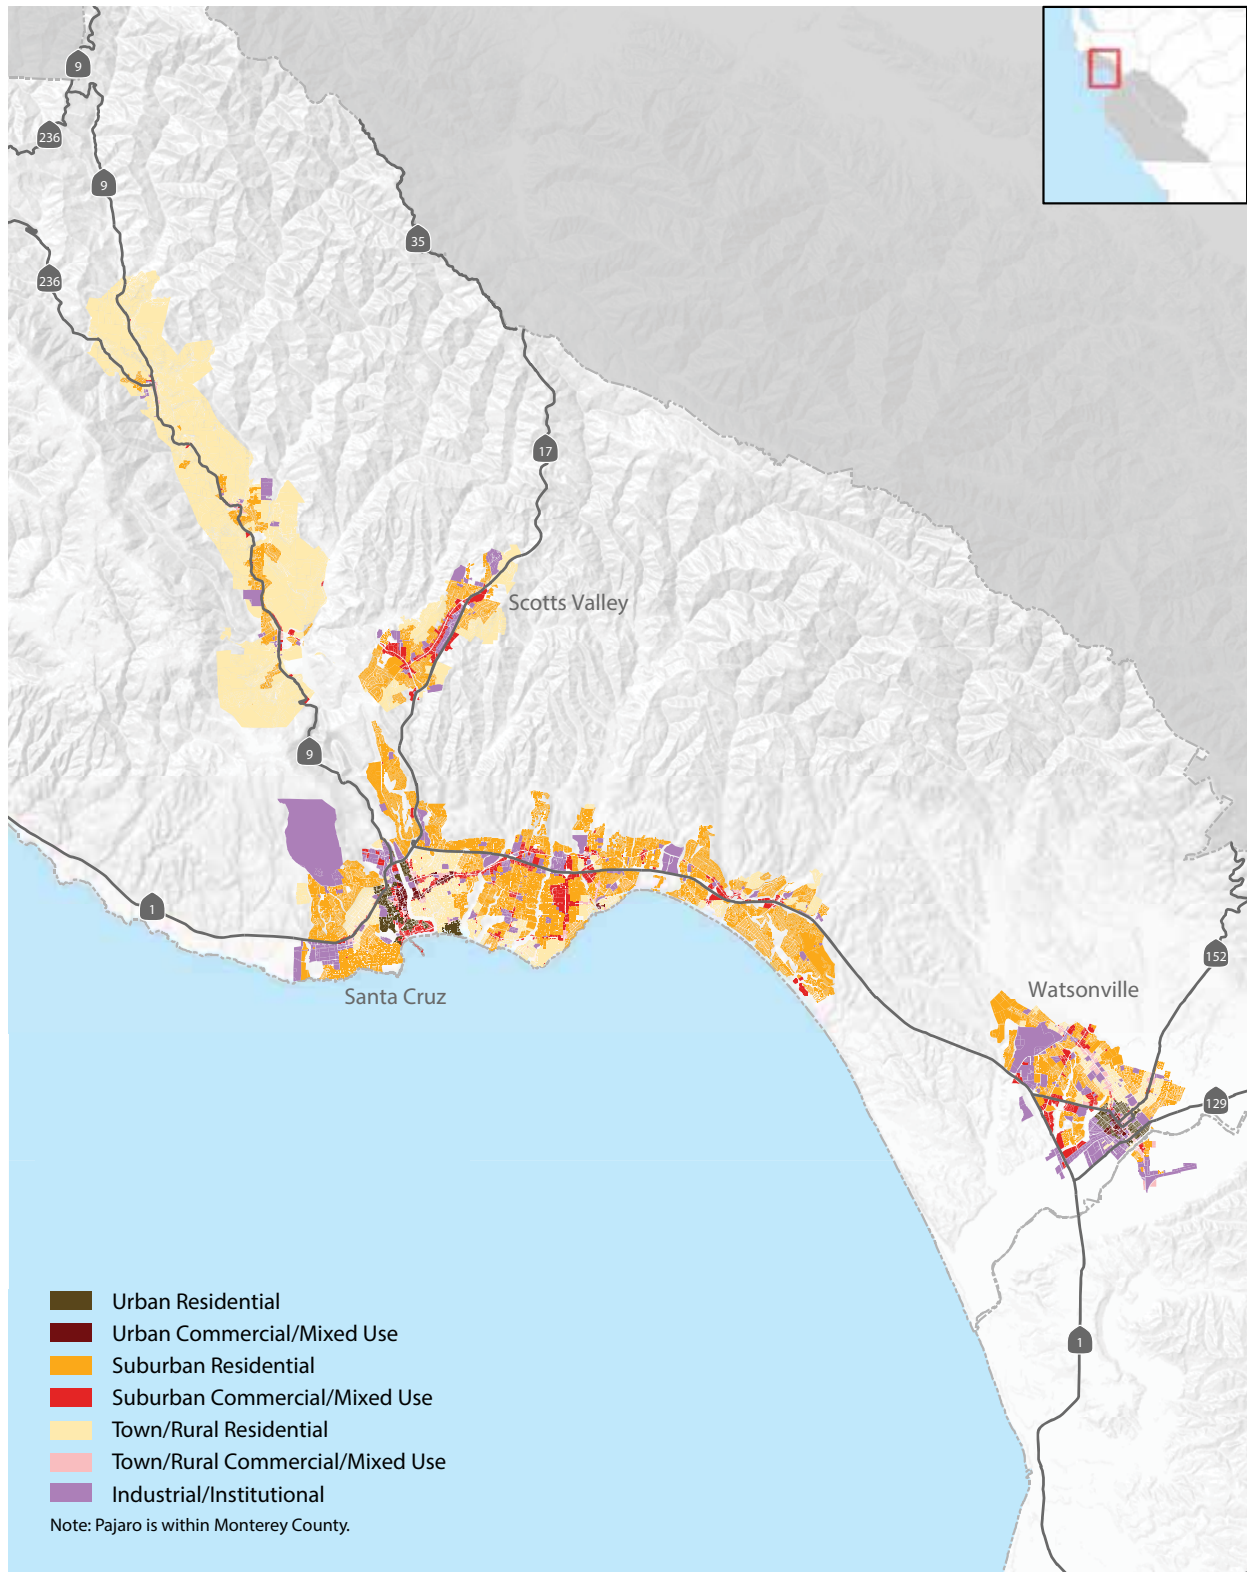 9
236
9
35
236
17
Scotts Valley
9
1
152
Santa Cruz
Watsonville
129
Urban Residential
Urban Commercial/Mixed Use
Suburban Residential
1
Suburban Commercial/Mixed Use
Town/Rural Residential
Town/Rural Commercial/Mixed Use
Industrial/Institutional
Note: Pajaro is within Monterey County.